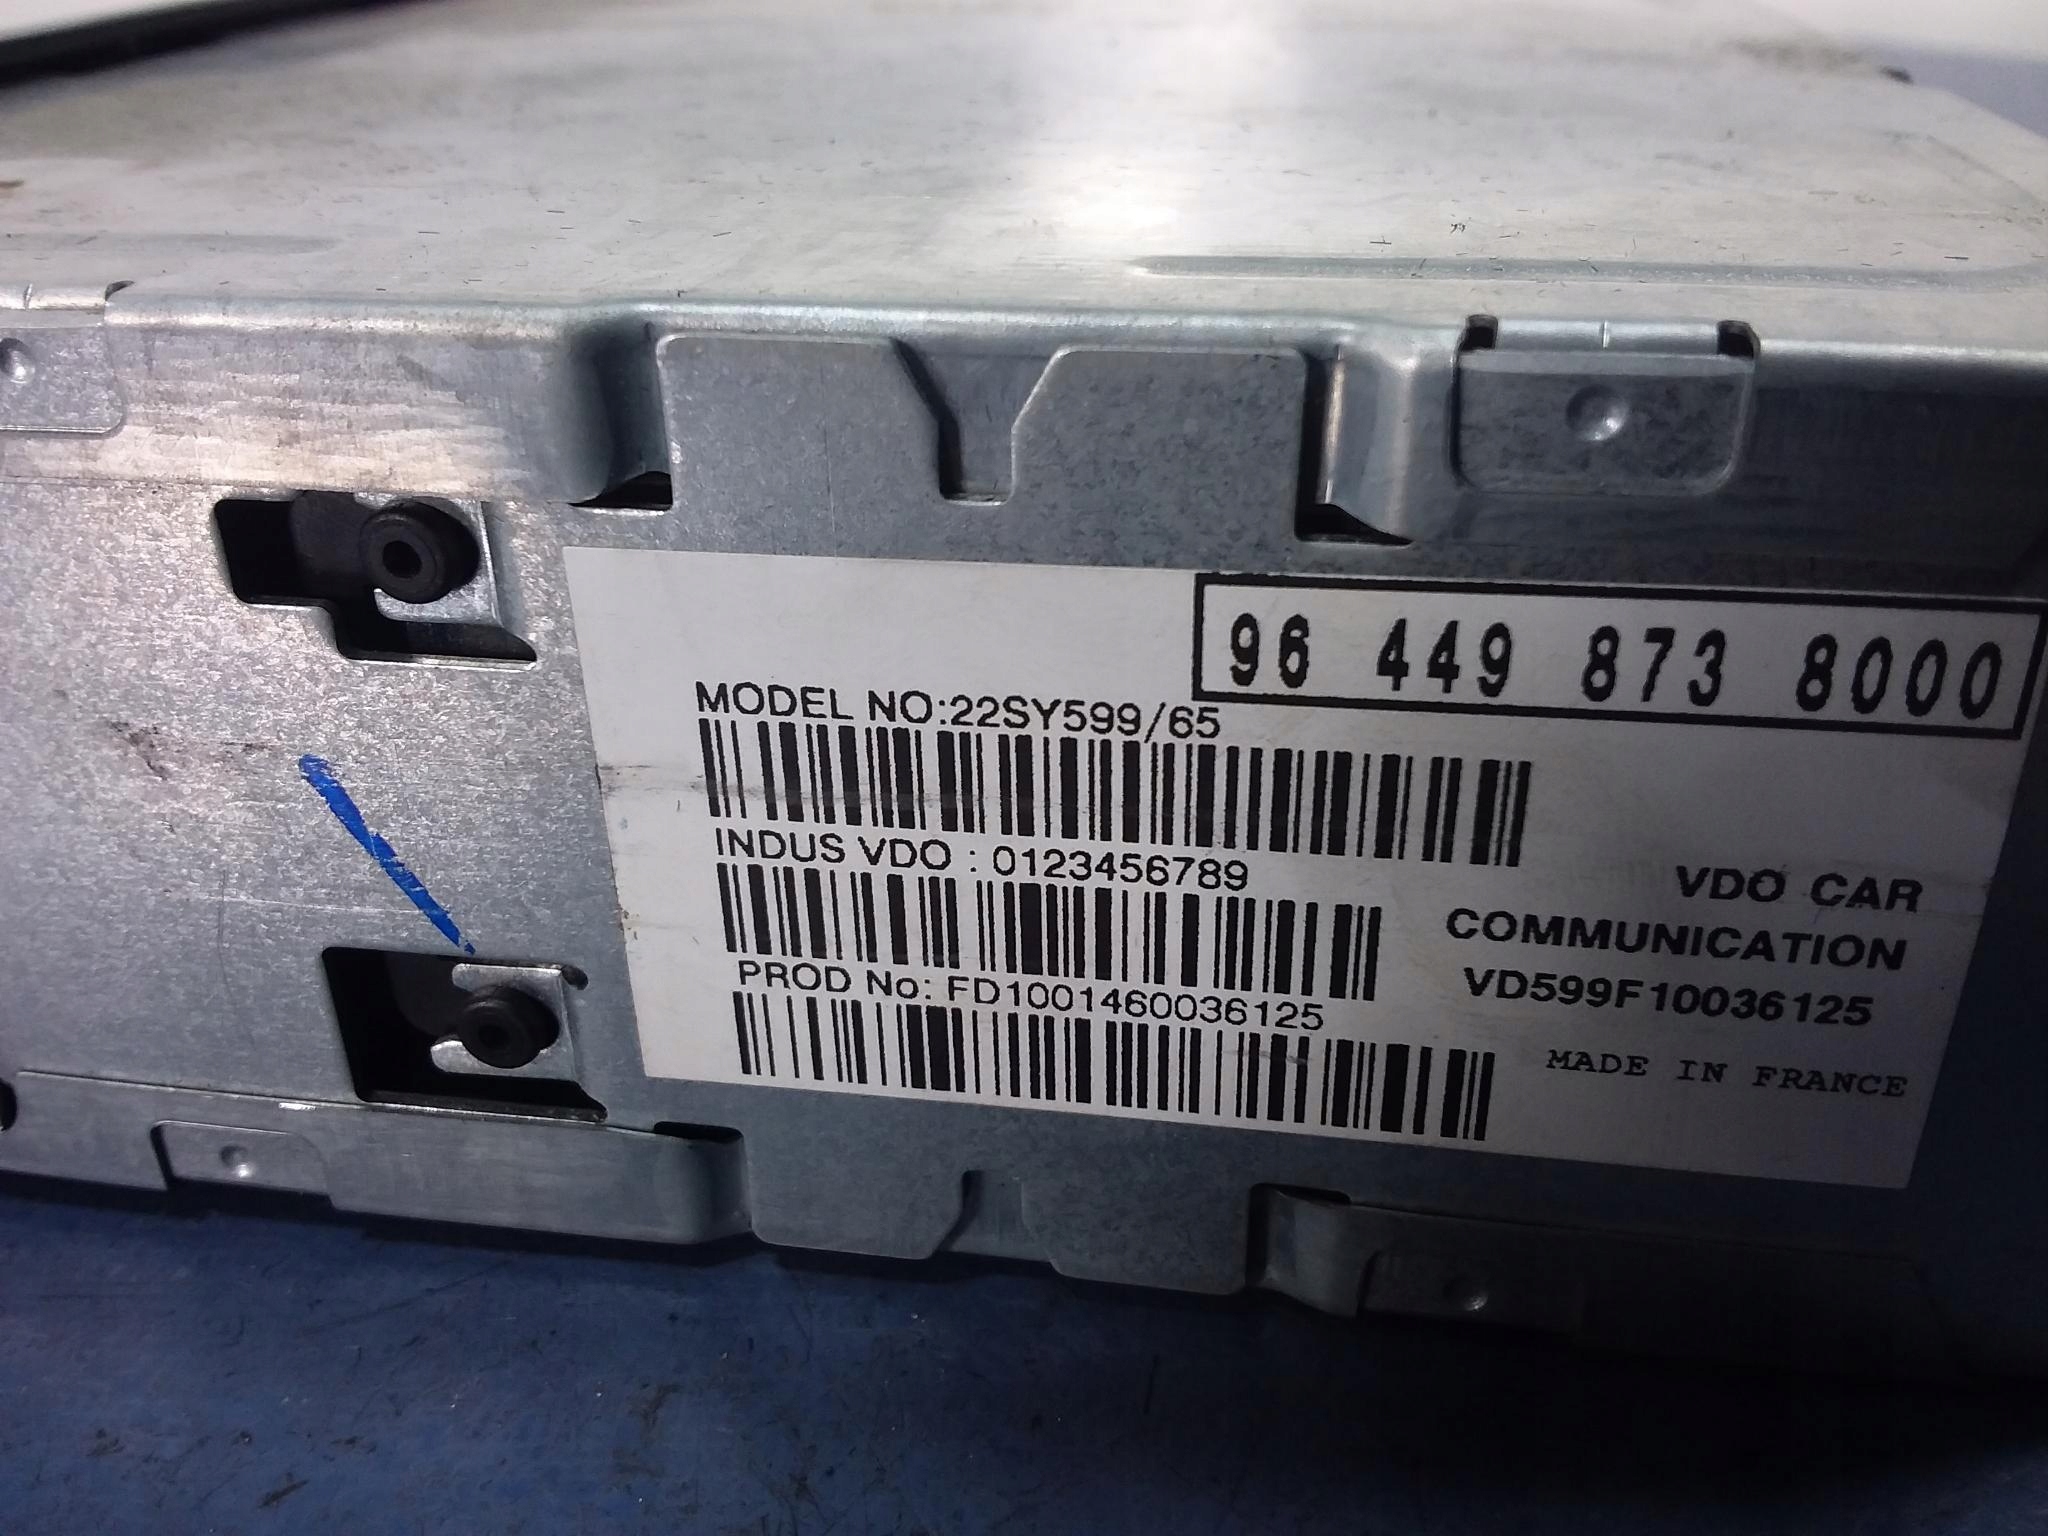 96 449 873 8000
MODEL NO:22SY599/65
INDUS VDO : 0123456789
PROD No: FD1001460036125
VDO CAR
COMMUNICATION
VD599F10036125
MADE IN FRANCE